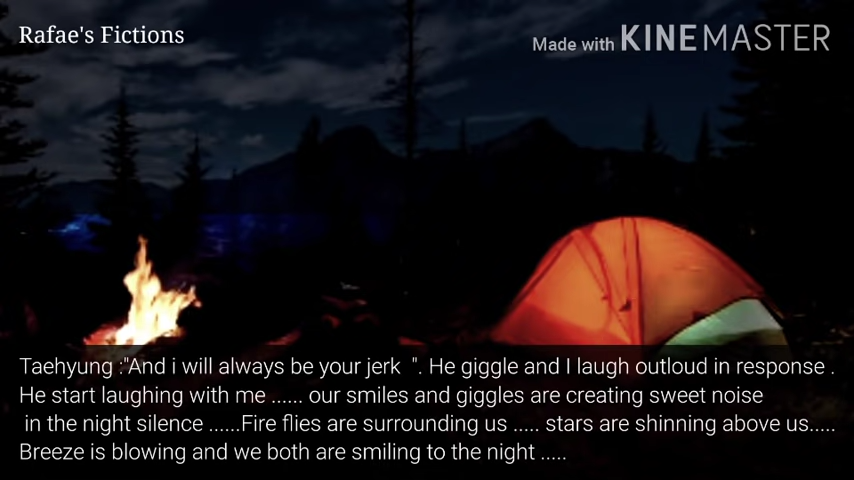 Rafae's Fictions
Made with KINEMASTER
Taehyung :"And i will always be your jerk ". He giggle and I laugh outloud in response .
He start laughing with me ...... our smiles and giggles are creating sweet noise
in the night silence ......Fire flies are surrounding us ..... stars are shinning above us.....
Breeze is blowing and we both are smiling to the night .....